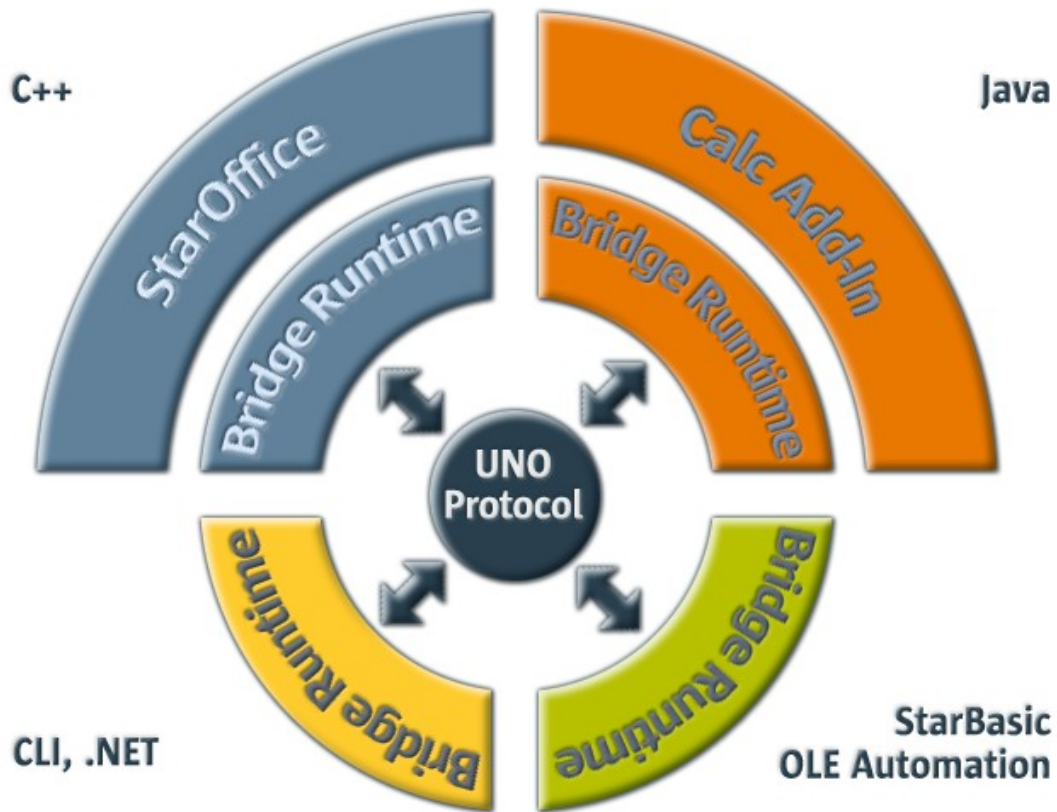 C++
Java
StarOffice
Calc Add-In
Bridge Runtime
Bridge Runtime
UNO
Protocol
Bridge Runtime
Bridge Runtime
CLI, .NET
StarBasic
OLE Automation